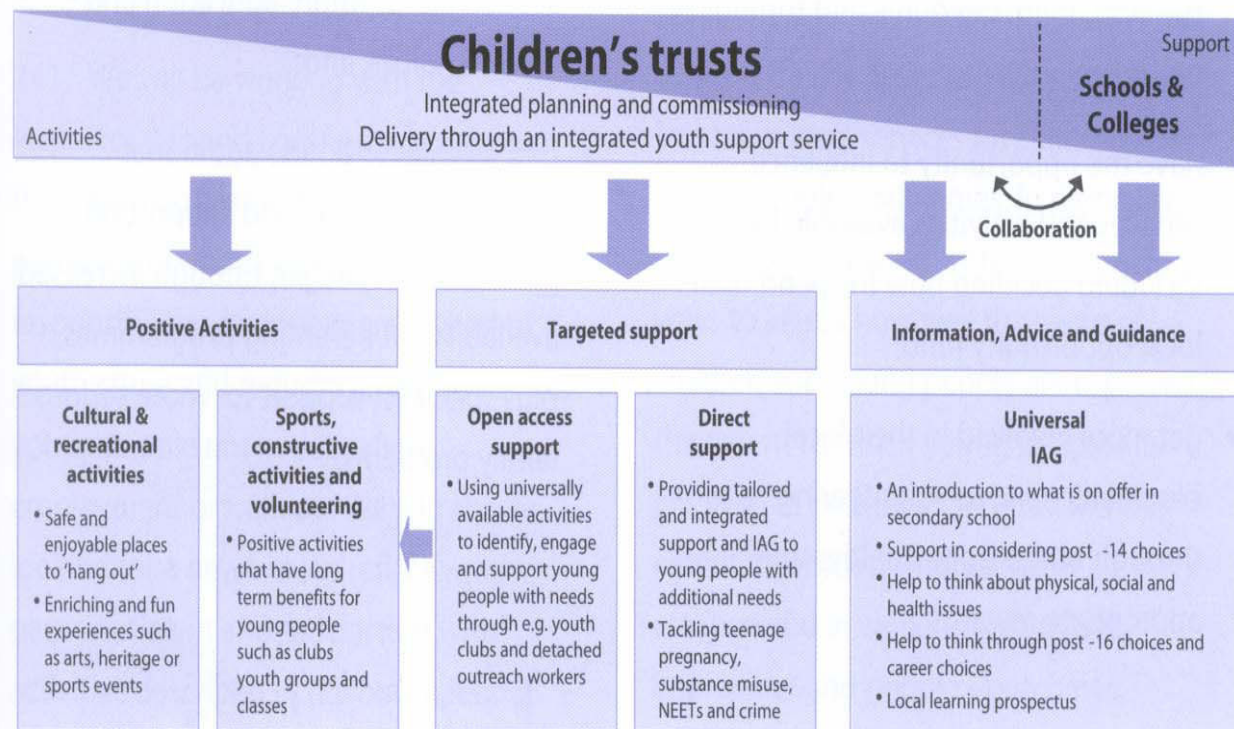 Children's trusts
Integrated planning and commissioning
Delivery through an integrated youth support service
Activities
Support
Schools &
Colleges
Collaboration
Positive Activities
Targeted support
Information, Advice and Guidance
Cultural &
recreational
activities
• Safe and
enjoyable places
to 'hang out'
• Enriching and fun
experiences such
as arts, heritage or
sports events
Sports,
constructive
activities and
volunteering
• Positive activities
that have long
term benefits for
young people
such as clubs
youth groups and
classes
Open access
support
• Using universally
available activities
to identify, engage
and support young
people with needs
through e.g. youth
clubs and detached
outreach workers
Direct
support
• Providing tailored
and integrated
support and IAG to
young people with
additional needs
• Tackling teenage
pregnancy,
substance misuse,
NEETs and crime
Universal
IAG
• An introduction to what is on offer in
secondary school
• Support in considering post -14 choices
• Help to think about physical, social and
health issues
• Help to think through post -16 choices and
career choices
• Local learning prospectus